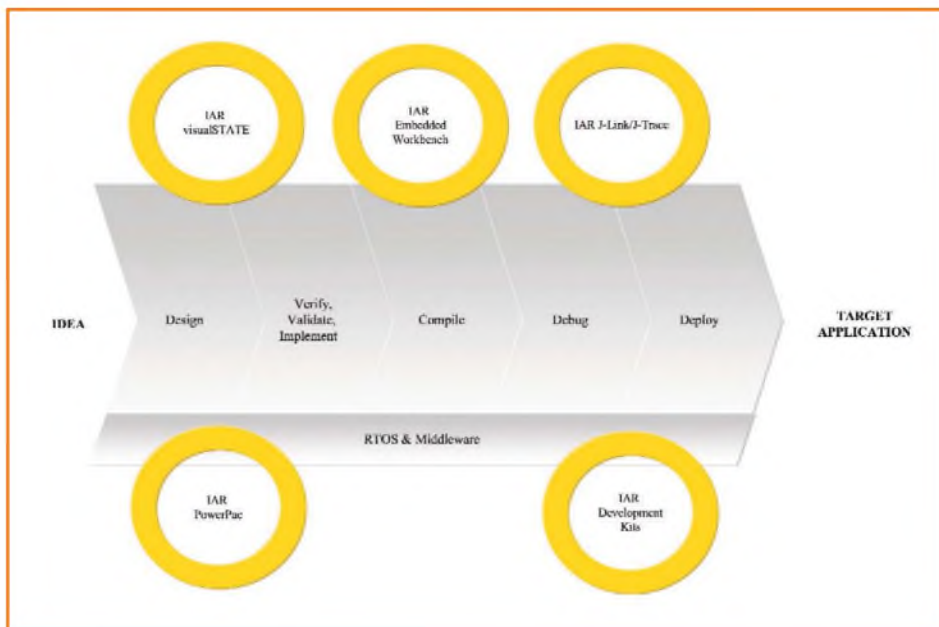 IAR
visualSTATE
IAR
Embedded
Workbench
IAR J-Link/J-Trace
IDEA
Design
Verify,
Validate,
Implement
Compile
Debug
Deploy
TARGET
APPLICATION
RTOS & Middleware
IAR
PowerPac
IAR
Development
Kits